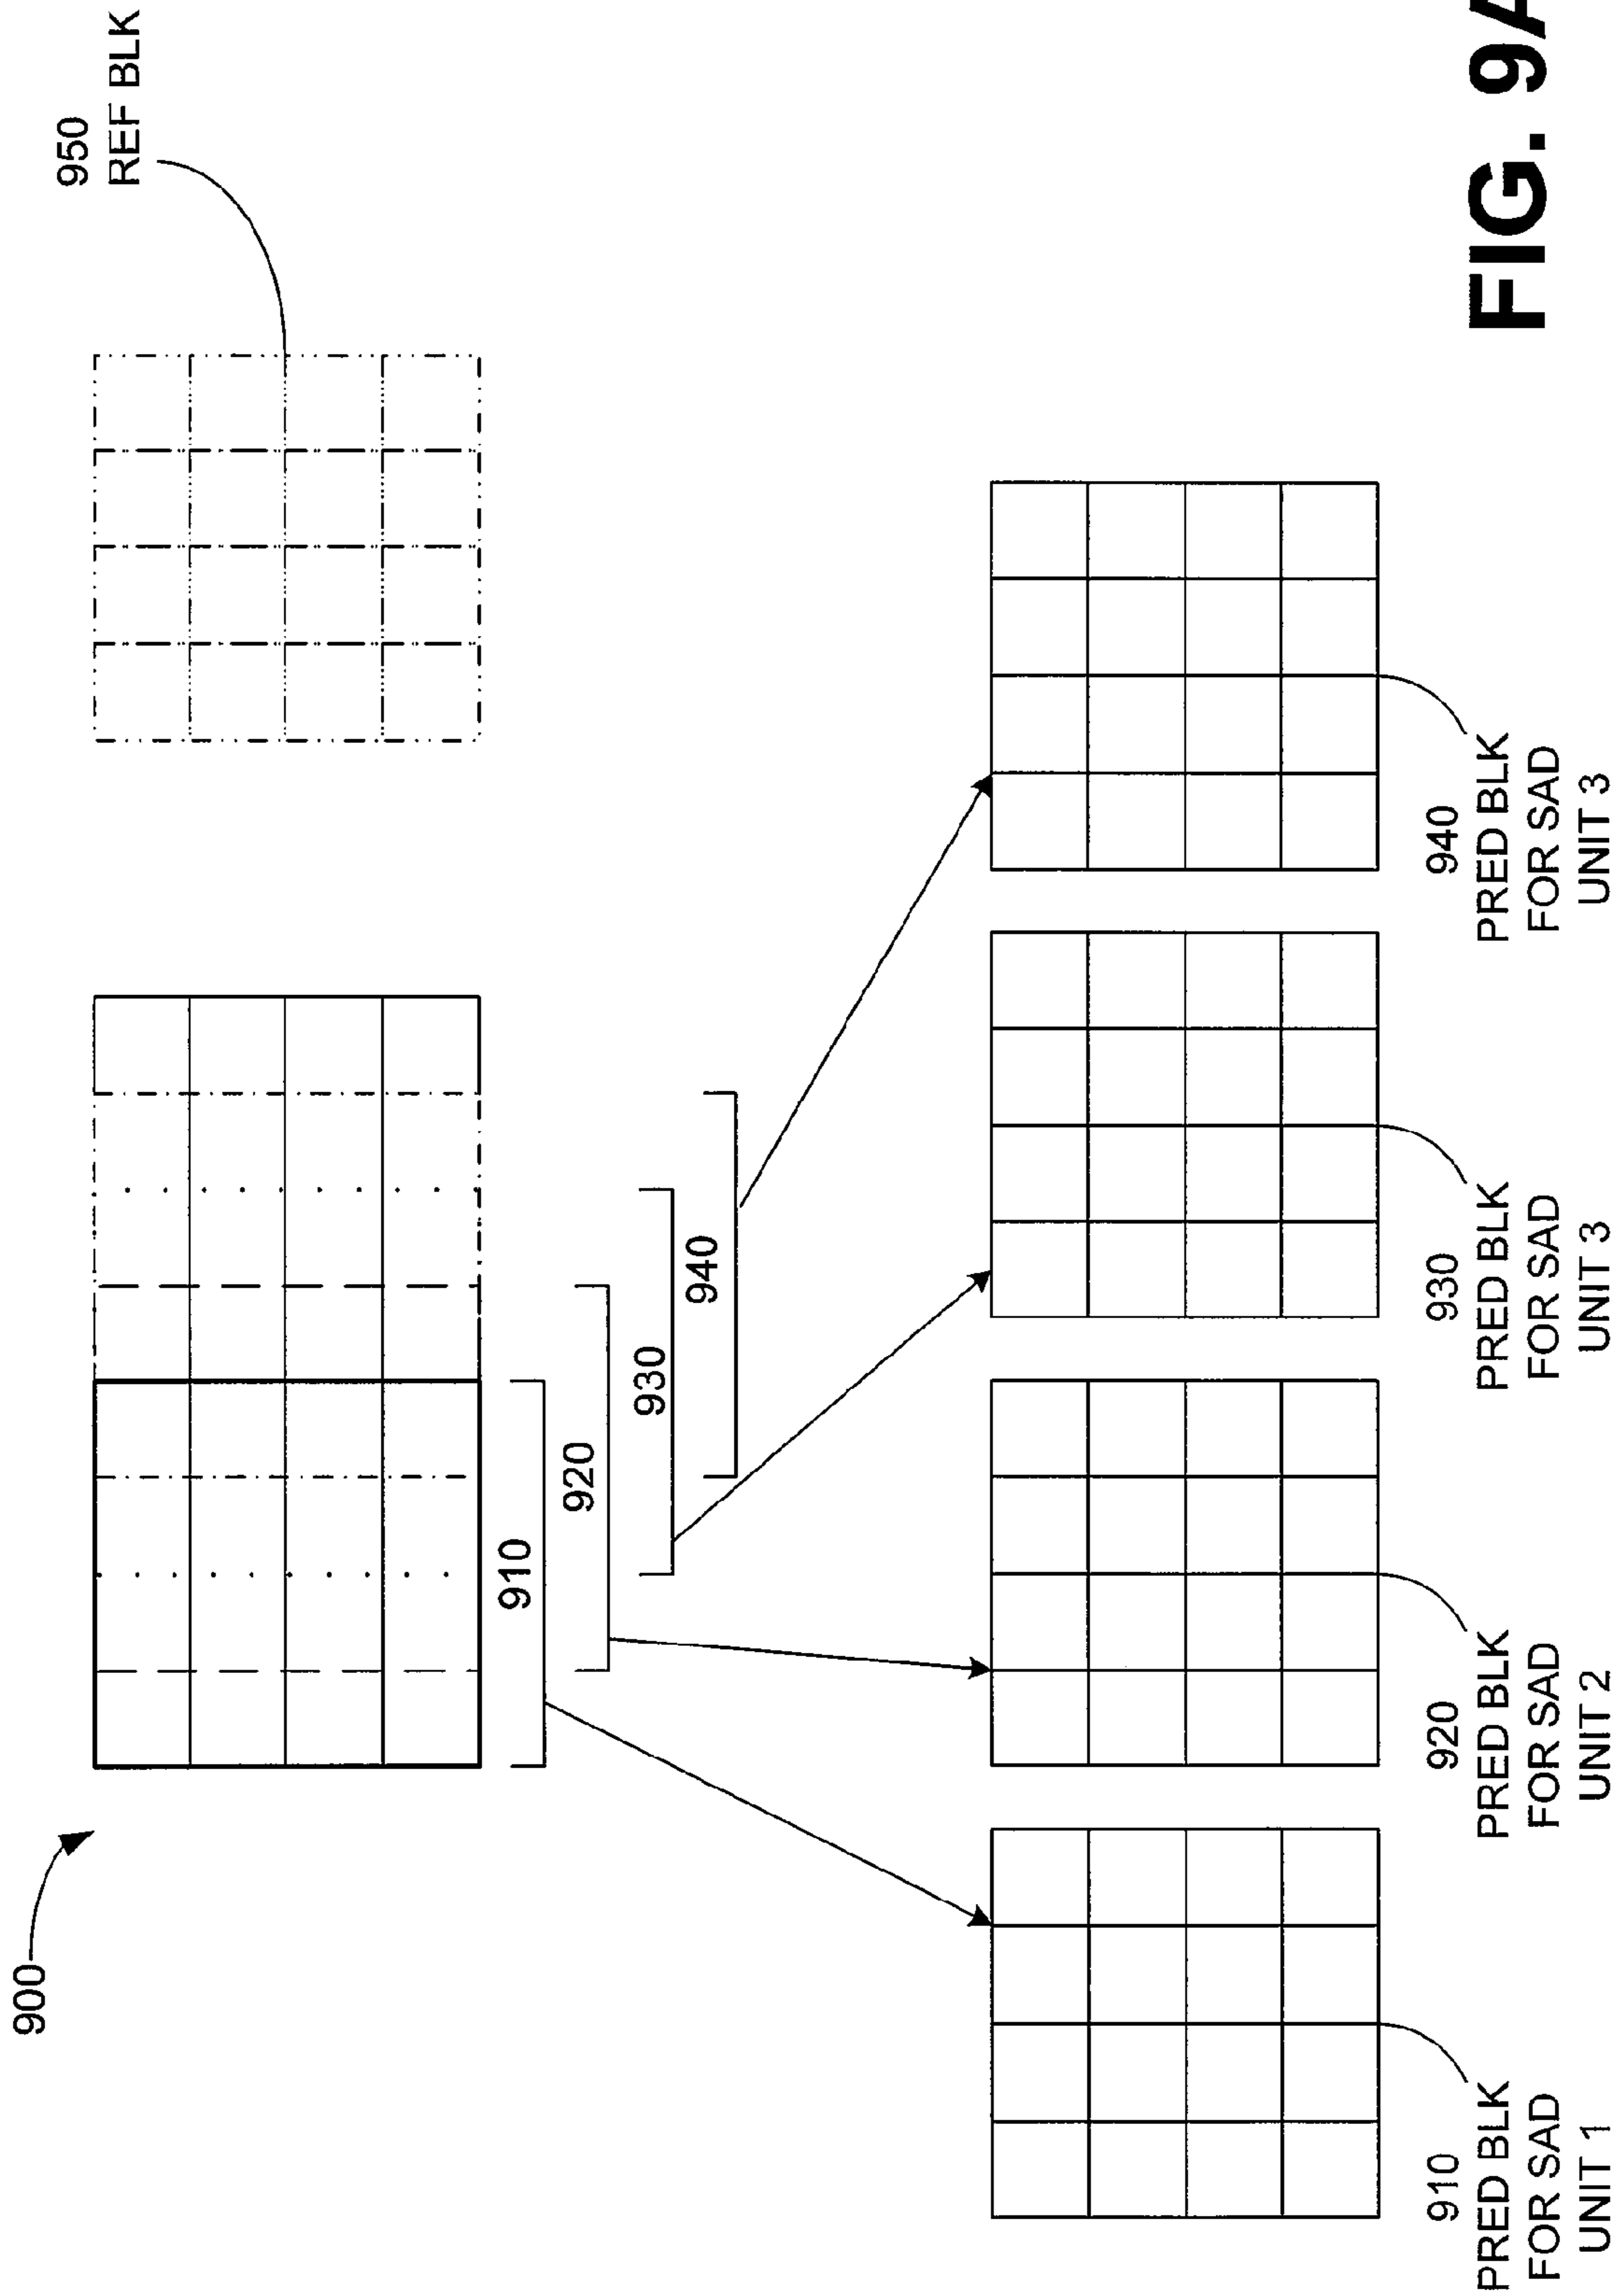 900
950
REF BLK
910
920
930
940
910
PRED BLK
FOR SAD
UNIT 1
920
PRED BLK
FOR SAD
UNIT 2
930
PRED BLK
FOR SAD
UNIT 3
940
PRED BLK
FOR SAD
UNIT 3
FIG. 9A